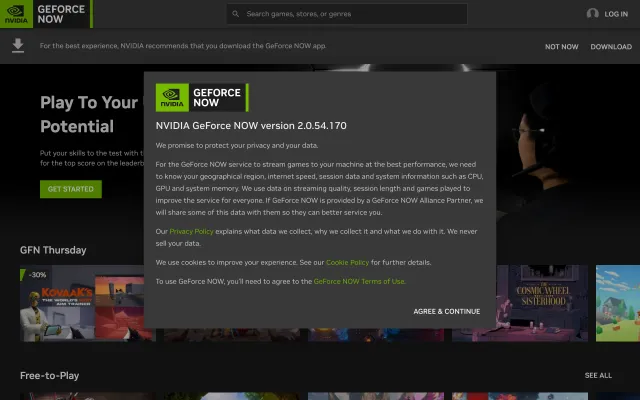 NVIDIA
GEFORCE
NOW
Search games, stores, or genres
LOG IN
For the best experience, NVIDIA recommends that you download the GeForce NOW app.
NOT NOW
DOWNLOAD
Play To Your
Potential
Put your skills to the test with
for the top score on the leaderb
GET STARTED
NVIDIA
GEFORCE
NOW
NVIDIA GeForce NOW version 2.0.54.170
We promise to protect your privacy and your data.
For the GeForce NOW service to stream games to your machine at the best performance, we need
to know your geographical region, internet speed, session data and system information such as CPU,
GPU and system memory. We use data on streaming quality, session length and games played to
improve the service for everyone. If GeForce NOW is provided by a GeForce NOW Alliance Partner, we
will share some of this data with them so they can better service you.
Our Privacy Policy explains what data we collect, why we collect it and what we do with it. We never
sell your data.
We use cookies to improve your experience. See our Cookie Policy for further details.
To use GeForce NOW, you'll need to agree to the GeForce NOW Terms of Use.
AGREE & CONTINUE
GFN Thursday
-30%
KOVAAK'S
THE WORLD'S BEST
AIM TRAINER
THE
COSMIC WHEEL
SISTERHOOD
Free-to-Play
SEE ALL